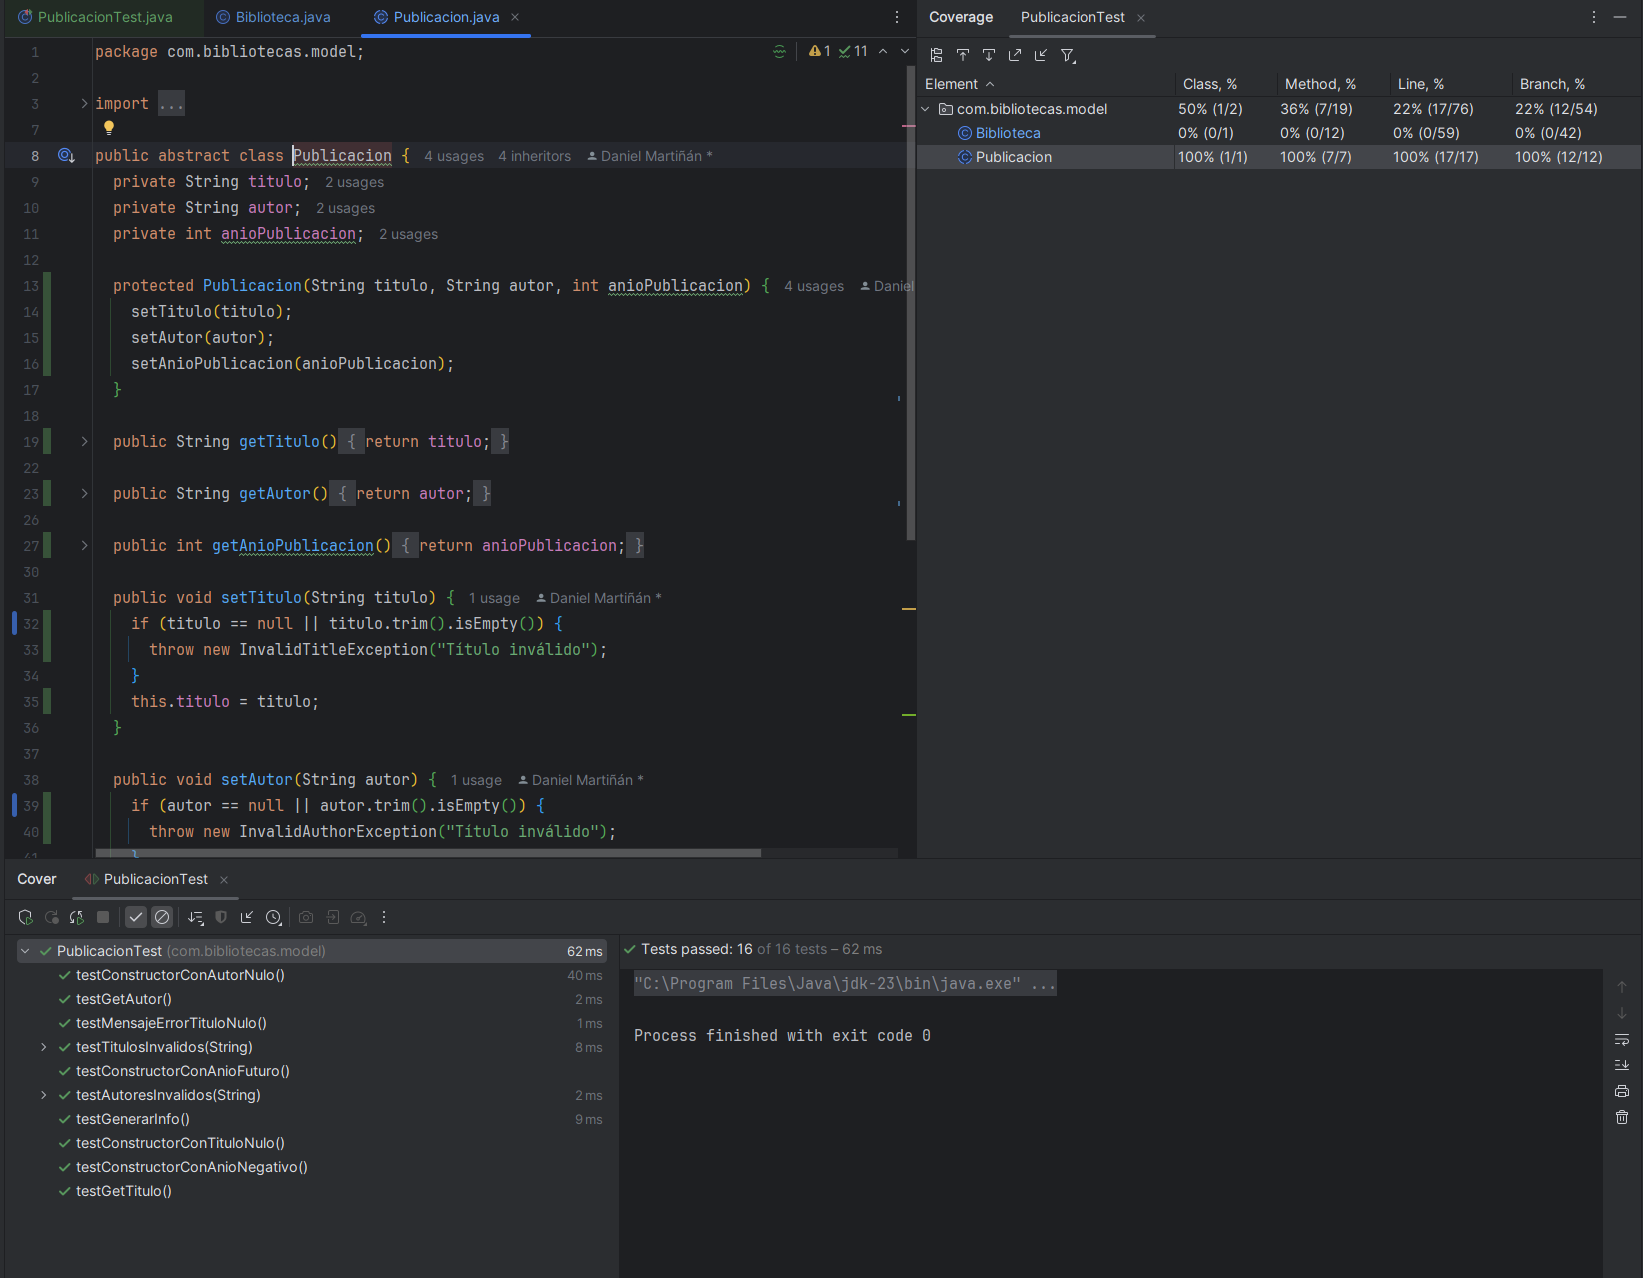 PublicacionTest.java
Biblioteca.java
Publicacion.java
1 package com.bibliotecas.model;
1 11
2
3 import ...
7
8 public abstract class Publicacion { 4 usages 4 inheritors Daniel Martiñán *
9 private String titulo; 2 usages
10 private String autor; 2 usages
11 private int anioPublicacion; 2 usages
12
13 protected Publicacion(String titulo, String autor, int anioPublicacion) { 4 usages Daniel
14 setTitulo(titulo);
15 setAutor(autor);
16 setAnioPublicacion(anioPublicacion);
17 }
18
19 public String getTitulo() { return titulo; }
22
23 public String getAutor() { return autor; }
26
27 public int getAnioPublicacion() { return anioPublicacion; }
30
31 public void setTitulo(String titulo) { 1 usage Daniel Martiñán *
32 if (titulo == null || titulo.trim().isEmpty()) {
33 throw new InvalidTitleException("Título inválido");
34 }
35 this.titulo = titulo;
36 }
37
38 public void setAutor(String autor) { 1 usage Daniel Martiñán *
39 if (autor == null || autor.trim().isEmpty()) {
40 throw new InvalidAuthorException("Título inválido");
41 }
Coverage PublicacionTest
Element Class, % Method, % Line, % Branch, %
com.bibliotecas.model 50% (1/2) 36% (7/19) 22% (17/76) 22% (12/54)
Biblioteca 0% (0/1) 0% (0/12) 0% (0/59) 0% (0/42)
Publicacion 100% (1/1) 100% (7/7) 100% (17/17) 100% (12/12)
Cover PublicacionTest
PublicacionTest (com.bibliotecas.model) 62 ms
testConstructorConAutorNulo() 40 ms
testGetAutor() 2 ms
testMensajeErrorTituloNulo() 1 ms
testTitulosInvalidos(String) 8 ms
testConstructorConAnioFuturo()
testAutoresInvalidos(String) 2 ms
testGenerarInfo() 9 ms
testConstructorConTituloNulo()
testConstructorConAnioNegativo()
testGetTitulo()
Tests passed: 16 of 16 tests – 62 ms
"C:\Program Files\Java\jdk-23\bin\java.exe" ...
Process finished with exit code 0